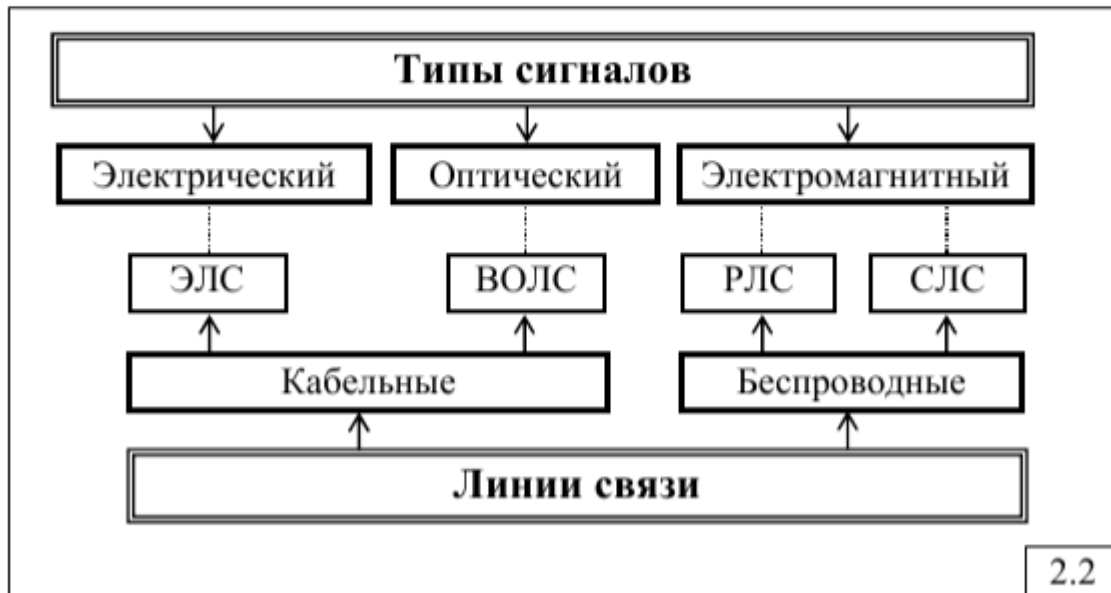 Типы сигналов
Электрический
Оптический
Электромагнитный
ЭЛС
ВОЛС
РЛС
СЛС
Кабельные
Беспроводные
Линии связи
2.2